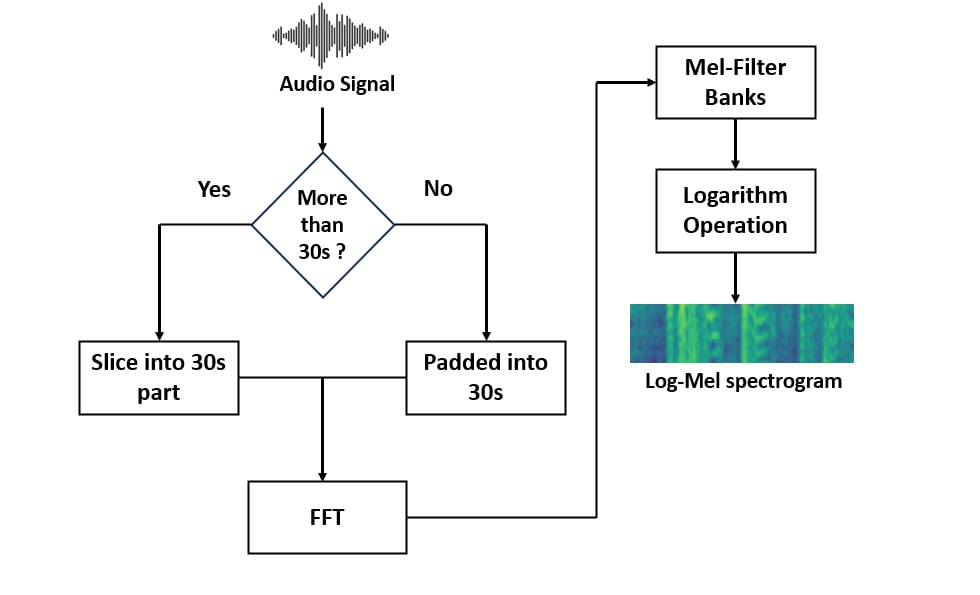 Audio Signal
Yes
No
More
than
30s ?
Slice into 30s
part
Padded into
30s
FFT
Mel-Filter
Banks
Logarithm
Operation
Log-Mel spectrogram